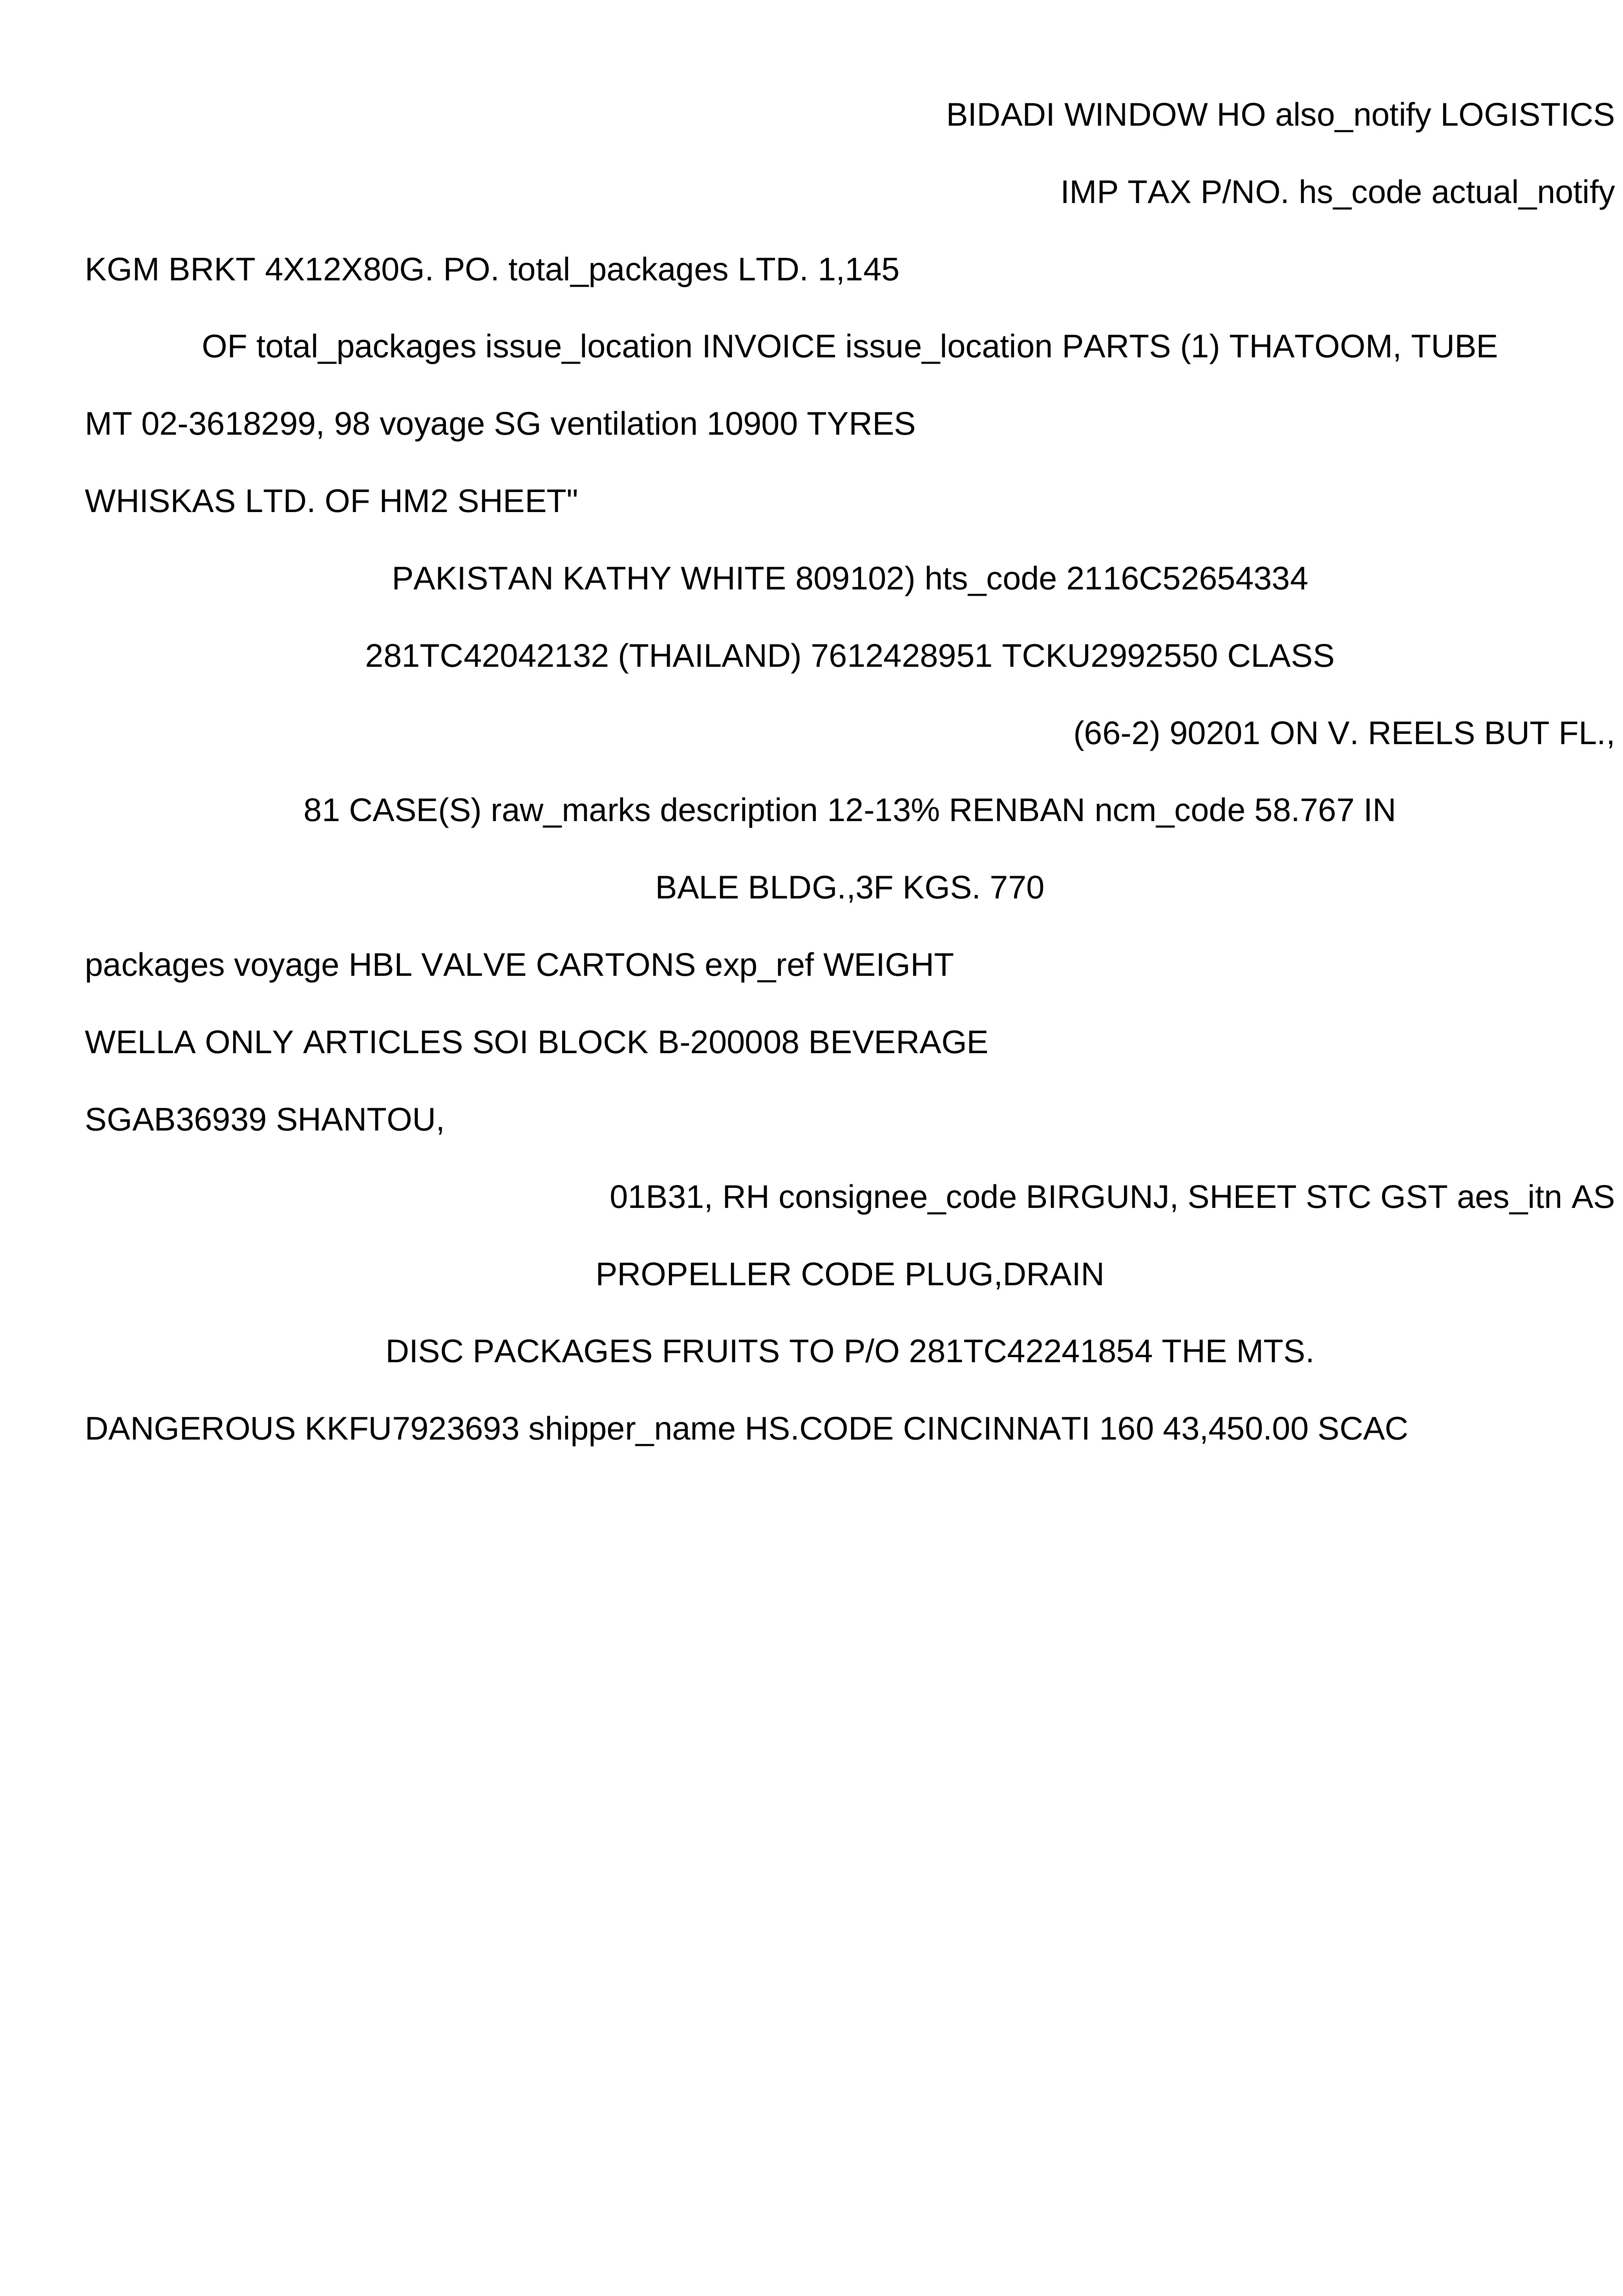 BIDADI WINDOW HO also_notify LOGISTICS
IMP TAX P/NO. hs_code actual_notify
KGM BRKT 4X12X80G. PO. total_packages LTD. 1,145
OF total_packages issue_location INVOICE issue_location PARTS (1) THATOOM, TUBE
MT 02-3618299, 98 voyage SG ventilation 10900 TYRES
WHISKAS LTD. OF HM2 SHEET"
PAKISTAN KATHY WHITE 809102) hts_code 2116C52654334
281TC42042132 (THAILAND) 7612428951 TCKU2992550 CLASS
(66-2) 90201 ON V. REELS BUT FL.,
81 CASE(S) raw_marks description 12-13% RENBAN ncm_code 58.767 IN
BALE BLDG.,3F KGS. 770
packages voyage HBL VALVE CARTONS exp_ref WEIGHT
WELLA ONLY ARTICLES SOI BLOCK B-200008 BEVERAGE
SGAB36939 SHANTOU,
01B31, RH consignee_code BIRGUNJ, SHEET STC GST aes_itn AS
PROPELLER CODE PLUG,DRAIN
DISC PACKAGES FRUITS TO P/O 281TC42241854 THE MTS.
DANGEROUS KKFU7923693 shipper_name HS.CODE CINCINNATI 160 43,450.00 SCAC